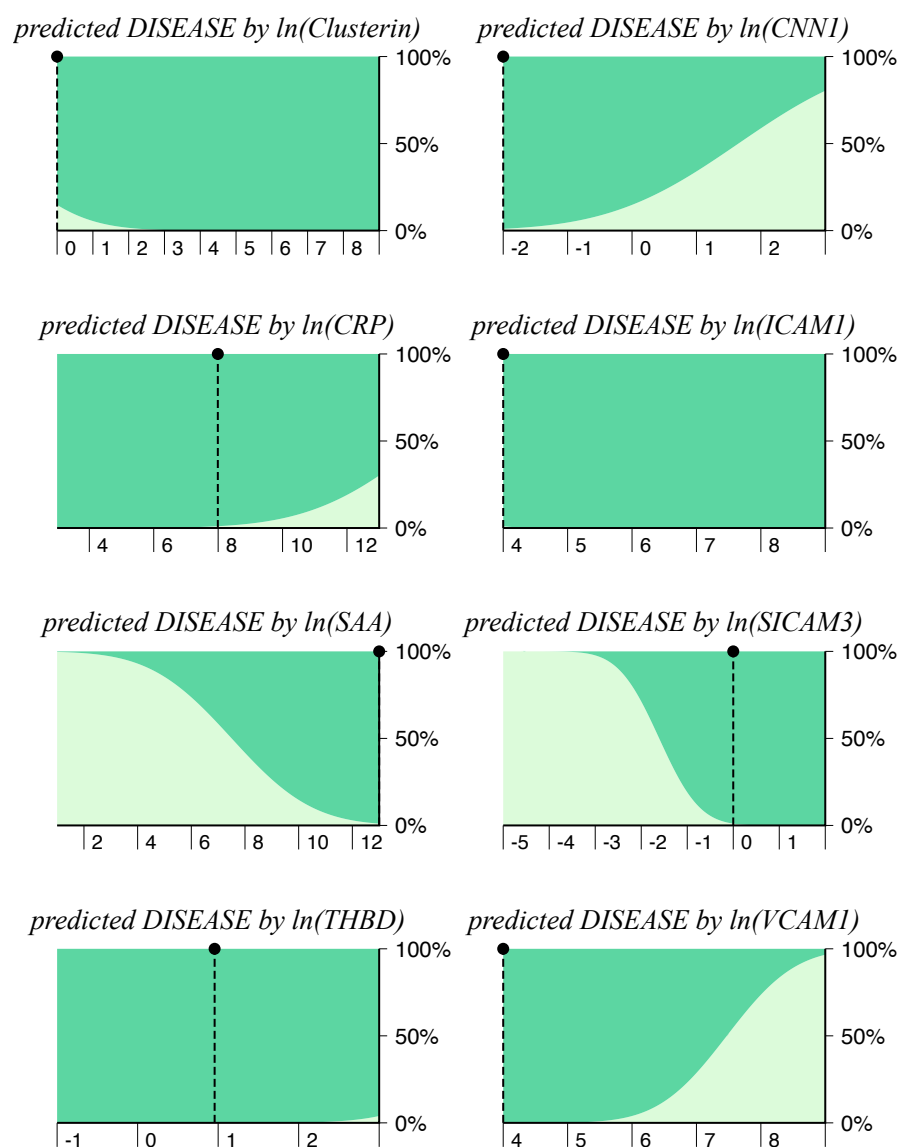 predicted DISEASE by ln(Clusterin)
100%
50%
0%
0 1 2 3 4 5 6 7 8
predicted DISEASE by ln(CNN1)
100%
50%
0%
-2 -1 0 1 2
predicted DISEASE by ln(CRP)
100%
50%
0%
4 6 8 10 12
predicted DISEASE by ln(ICAM1)
100%
50%
0%
4 5 6 7 8
predicted DISEASE by ln(SAA)
100%
50%
0%
2 4 6 8 10 12
predicted DISEASE by ln(SICAM3)
100%
50%
0%
-5 -4 -3 -2 -1 0 1
predicted DISEASE by ln(THBD)
100%
50%
0%
-1 0 1 2
predicted DISEASE by ln(VCAM1)
100%
50%
0%
4 5 6 7 8